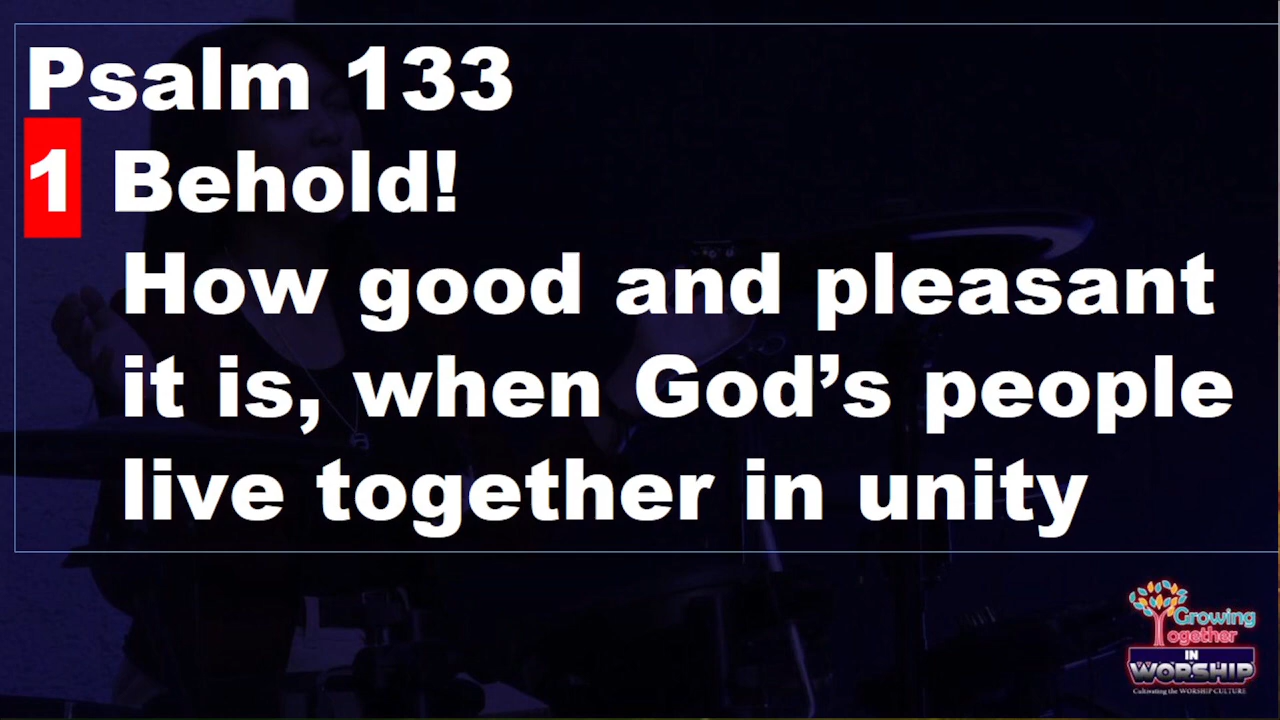 Psalm 133
1 Behold!
How good and pleasant
it is, when God’s people
live together in unity
Growing
Together
IN
WORSHIP
Cultivating the WORSHIP CULTURE